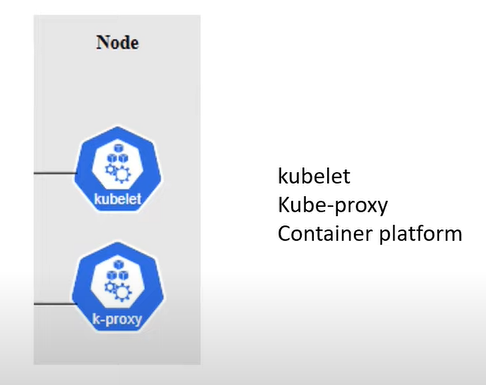 Node
kubelet
k-proxy
kubelet
Kube-proxy
Container platform